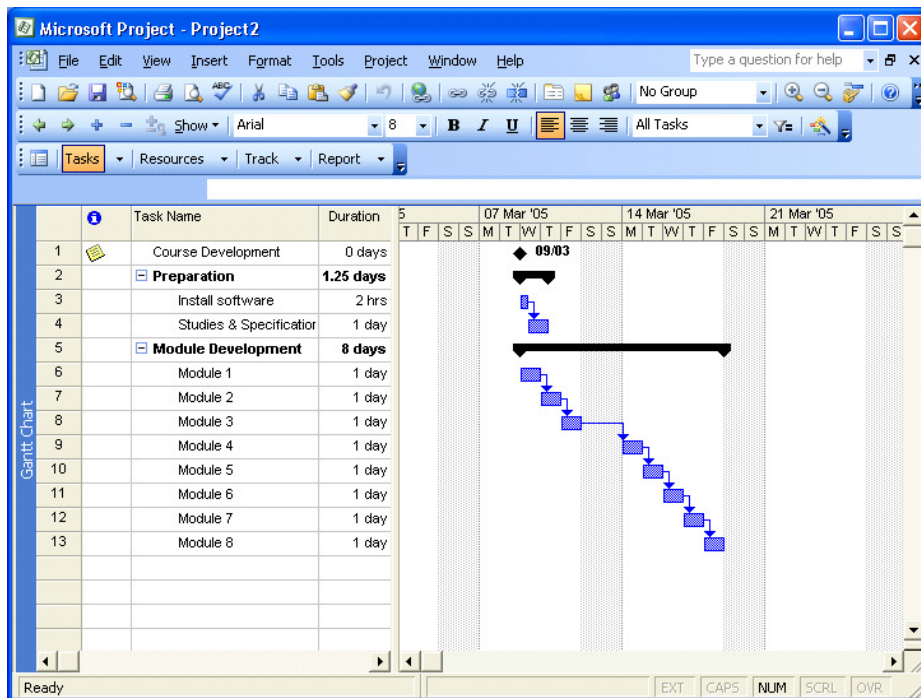 Microsoft Project - Project2
File Edit View Insert Format Tools Project Window Help Type a question for help
ABC No Group
Show Arial 8 B I U All Tasks Y=
Tasks Resources Track Report
Task Name Duration 5 07 Mar '05 14 Mar '05 21 Mar '05
T F S S M T W T F S S M T W T F S S M T W T F S S
1 Course Development 0 days 09/03
2 Preparation 1.25 days
3 Install software 2 hrs
4 Studies & Specification 1 day
5 Module Development 8 days
6 Module 1 1 day
7 Module 2 1 day
8 Module 3 1 day
9 Module 4 1 day
10 Module 5 1 day
11 Module 6 1 day
12 Module 7 1 day
13 Module 8 1 day
Gantt Chart
Ready EXT CAPS NUM SCRL OVR